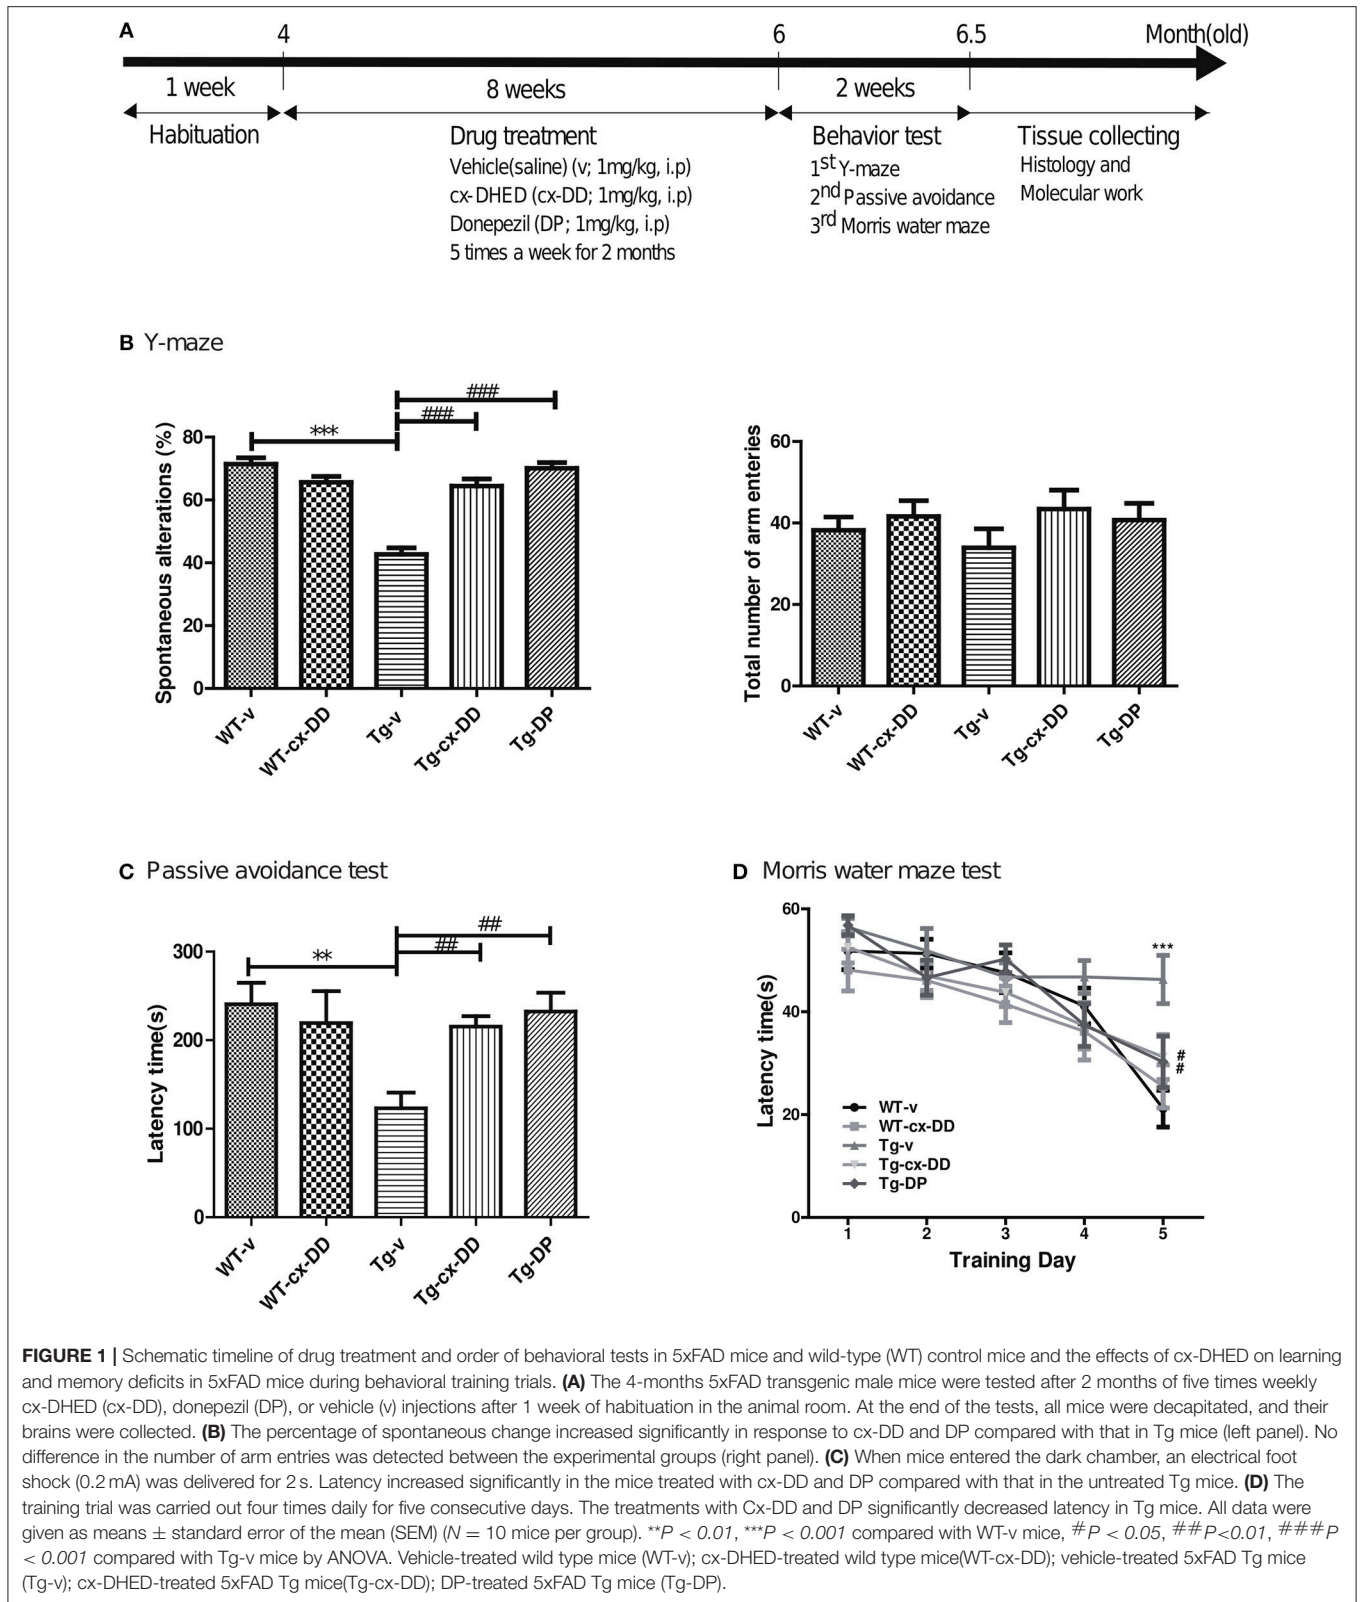 A
4
6
6.5
Month(old)
1 week
8 weeks
2 weeks
Habituation
Drug treatment
Behavior test
Tissue collecting
Vehicle(saline) (v; 1mg/kg, i.p)
cx-DHED (cx-DD; 1mg/kg, i.p)
Donepezil (DP; 1mg/kg, i.p)
5 times a week for 2 months
1st Y-maze
2nd Passive avoidance
3rd Morris water maze
Histology and
Molecular work
B Y-maze
Spontaneous alterations (%)
80
60
40
20
0
***
###
###
WT-v
WT-cx-DD
Tg-v
Tg-cx-DD
Tg-DP
Total number of arm enteries
60
40
20
0
WT-v
WT-cx-DD
Tg-v
Tg-cx-DD
Tg-DP
C Passive avoidance test
Latency time(s)
300
200
100
0
**
##
##
WT-v
WT-cx-DD
Tg-v
Tg-cx-DD
Tg-DP
D Morris water maze test
Latency time(s)
60
40
20
0
***
#
#
WT-v
WT-cx-DD
Tg-v
Tg-cx-DD
Tg-DP
1 2 3 4 5
Training Day
FIGURE 1 | Schematic timeline of drug treatment and order of behavioral tests in 5xFAD mice and wild-type (WT) control mice and the effects of cx-DHED on learning
and memory deficits in 5xFAD mice during behavioral training trials. (A) The 4-months 5xFAD transgenic male mice were tested after 2 months of five times weekly
cx-DHED (cx-DD), donepezil (DP), or vehicle (v) injections after 1 week of habituation in the animal room. At the end of the tests, all mice were decapitated, and their
brains were collected. (B) The percentage of spontaneous change increased significantly in response to cx-DD and DP compared with that in Tg mice (left panel). No
difference in the number of arm entries was detected between the experimental groups (right panel). (C) When mice entered the dark chamber, an electrical foot
shock (0.2 mA) was delivered for 2 s. Latency increased significantly in the mice treated with cx-DD and DP compared with that in the untreated Tg mice. (D) The
training trial was carried out four times daily for five consecutive days. The treatments with Cx-DD and DP significantly decreased latency in Tg mice. All data were
given as means ± standard error of the mean (SEM) (N = 10 mice per group). **P < 0.01, ***P < 0.001 compared with WT-v mice, #P < 0.05, ##P<0.01, ###P
< 0.001 compared with Tg-v mice by ANOVA. Vehicle-treated wild type mice (WT-v); cx-DHED-treated wild type mice(WT-cx-DD); vehicle-treated 5xFAD Tg mice
(Tg-v); cx-DHED-treated 5xFAD Tg mice(Tg-cx-DD); DP-treated 5xFAD Tg mice (Tg-DP).